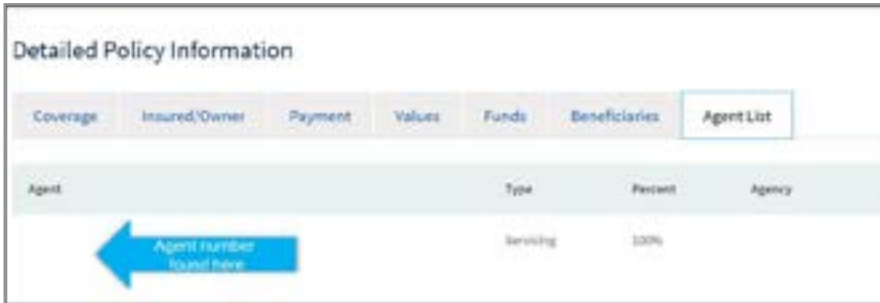 Detailed Policy Information
Coverage Insured/Owner Payment Values Funds Beneficiaries Agent List
Agent Type Percent Agency
Agent number Servicing 100%
found here